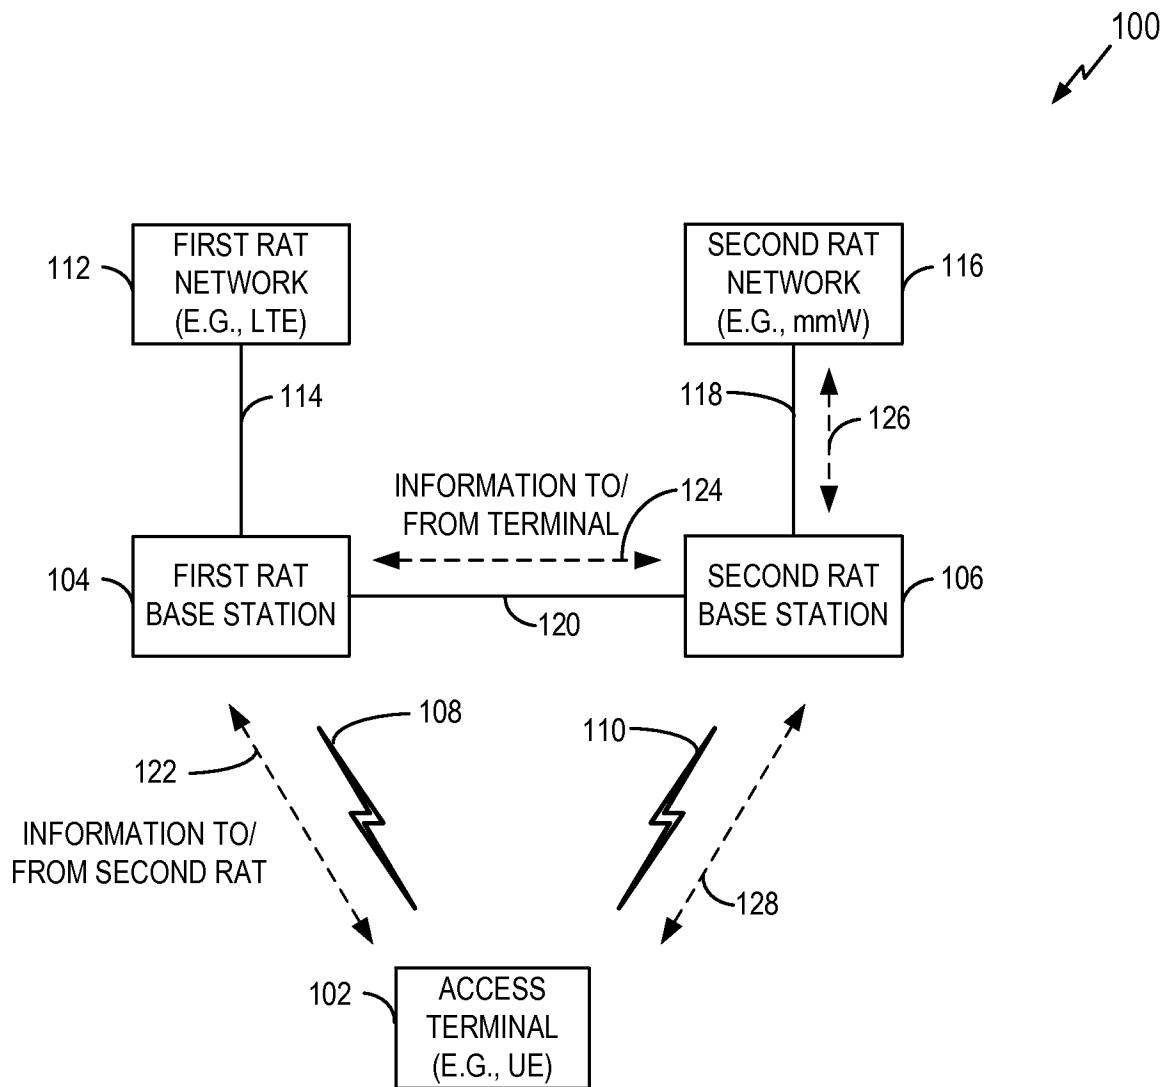 100
FIRST RAT
NETWORK
(E.G., LTE)
112
SECOND RAT
NETWORK
(E.G., mmW)
116
114
118
126
INFORMATION TO/
FROM TERMINAL
124
104
FIRST RAT
BASE STATION
SECOND RAT
BASE STATION
106
120
108
110
122
INFORMATION TO/
FROM SECOND RAT
128
102
ACCESS
TERMINAL
(E.G., UE)